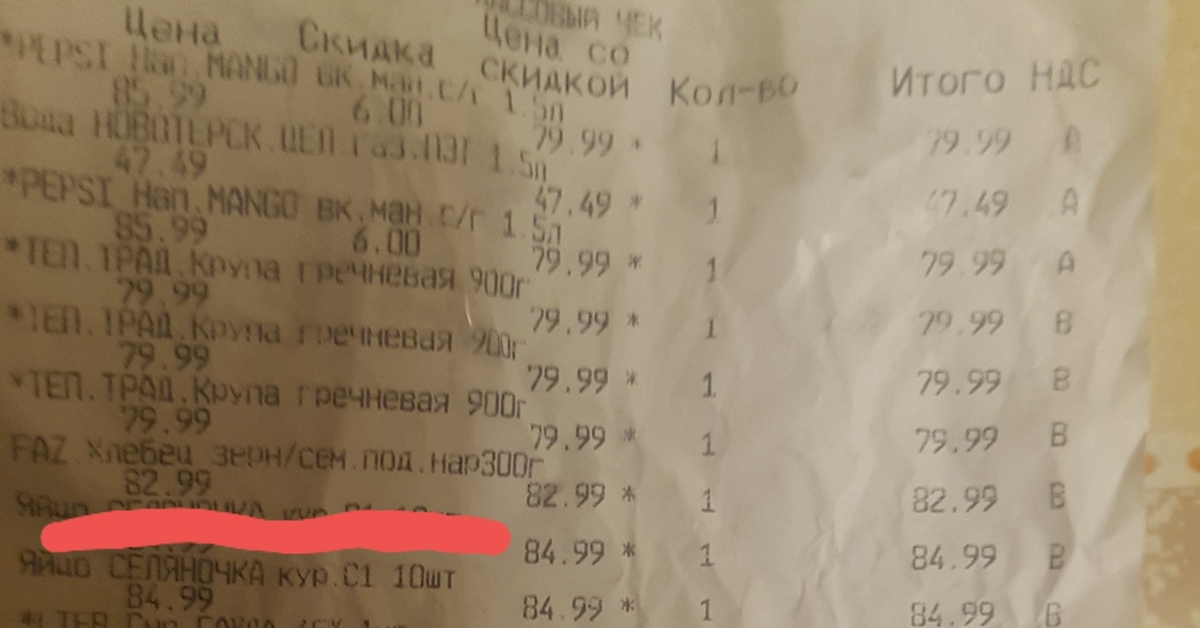 КАССОВЫЙ ЧЕК
Цена Скидка Цена со скидкой Кол-во Итого НДС
*PEPSI Нап.MANGO вк.ман.с/г 1.5л
85.99 6.00 79.99 * 1 79.99 А
Вода НОВОТЕРСК.ЦЕЛ.газ.ПЭТ 1.5л
47.49 47.49 * 1 47.49 А
*PEPSI Нап.MANGO вк.ман.с/г 1.5л
85.99 6.00 79.99 * 1 79.99 А
*ТЕП.ТРАД.Крупа гречневая 900г
79.99 79.99 * 1 79.99 В
*ТЕП.ТРАД.Крупа гречневая 900г
79.99 79.99 * 1 79.99 В
*ТЕП.ТРАД.Крупа гречневая 900г
79.99 79.99 * 1 79.99 В
FAZ.Хлебец зерн/сем.под.нар300г
82.99 82.99 * 1 82.99 В
Яйцо СЕЛЯНОЧКА кур.С1
84.99 * 1 84.99 В
Яйцо СЕЛЯНОЧКА кур.С1 10шт
84.99 84.99 * 1 84.99 В